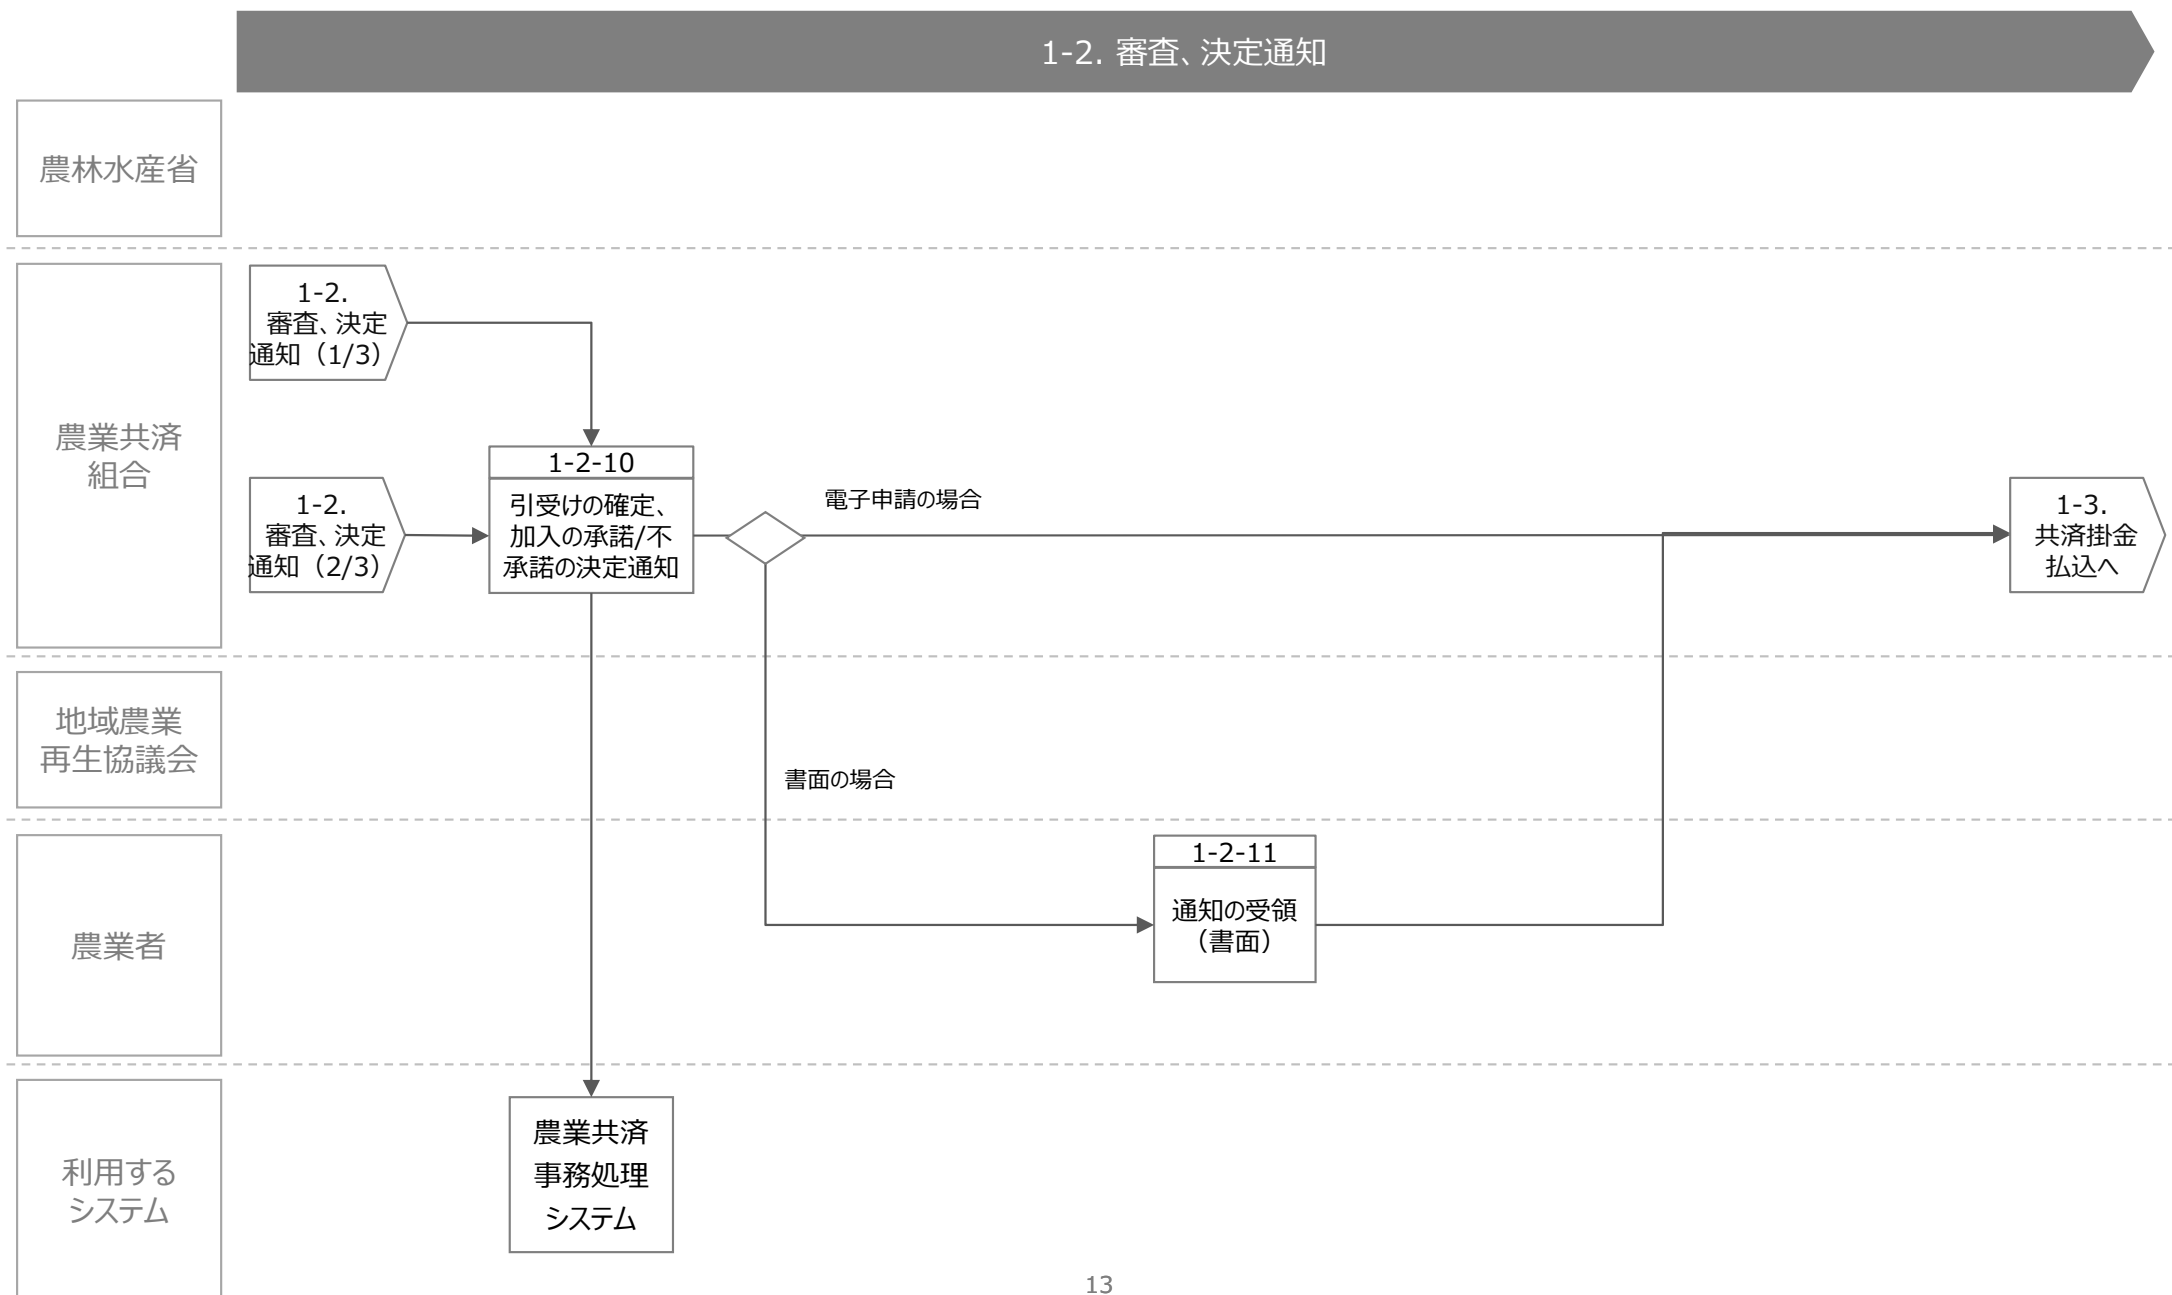 1-2. 審査、決定通知
農林水産省
農業共済
組合
1-2.
審査、決定
通知（1/3）
1-2.
審査、決定
通知（2/3）
1-2-10
引受けの確定、
加入の承諾/不
承諾の決定通知
電子申請の場合
1-3.
共済掛金
払込へ
地域農業
再生協議会
書面の場合
農業者
1-2-11
通知の受領
（書面）
利用する
システム
農業共済
事務処理
システム
13